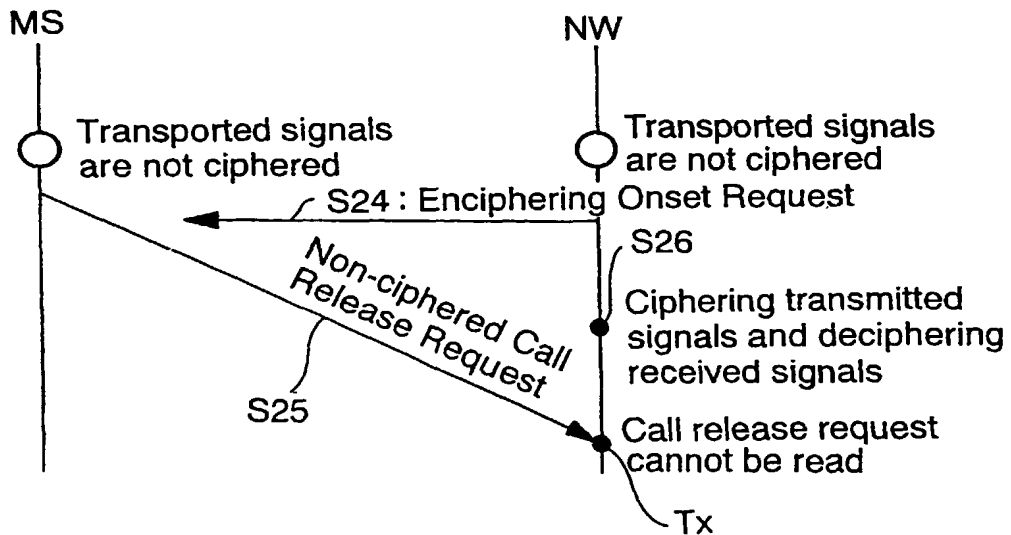 MS
NW
Transported signals
are not ciphered
Transported signals
are not ciphered
S24 : Enciphering Onset Request
S26
Non-ciphered Call
Release Request
Ciphering transmitted
signals and deciphering
received signals
S25
Call release request
cannot be read
Tx